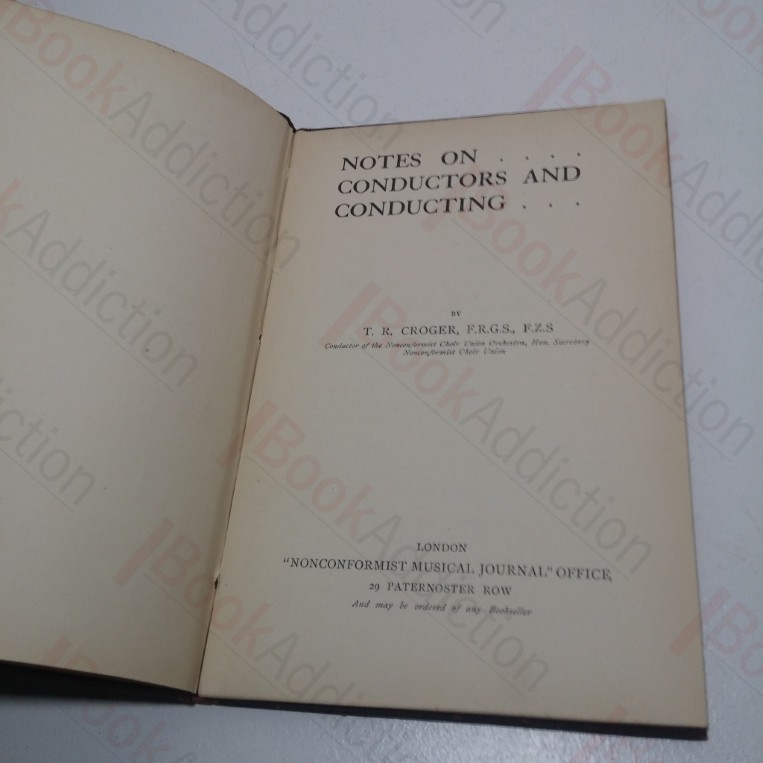 NOTES ON . . . .
CONDUCTORS AND
CONDUCTING . . .
BY
T. R. CROGER, F.R.G.S., F.Z.S
Conductor of the Nonconformist Choir Union Orchestra, Hon. Secretary
Nonconformist Choir Union
LONDON
"NONCONFORMIST MUSICAL JOURNAL" OFFICE,
29 PATERNOSTER ROW
And may be ordered of any Bookseller
BookAddiction